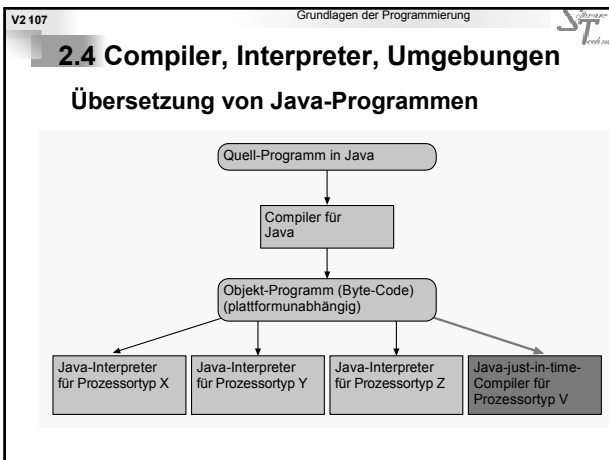 V2 107
Grundlagen der Programmierung
Software
Techn
2.4 Compiler, Interpreter, Umgebungen
Übersetzung von Java-Programmen
Quell-Programm in Java
Compiler für
Java
Objekt-Programm (Byte-Code)
(plattformunabhängig)
Java-Interpreter
für Prozessortyp X
Java-Interpreter
für Prozessortyp Y
Java-Interpreter
für Prozessortyp Z
Java-just-in-time-
Compiler für
Prozessortyp V